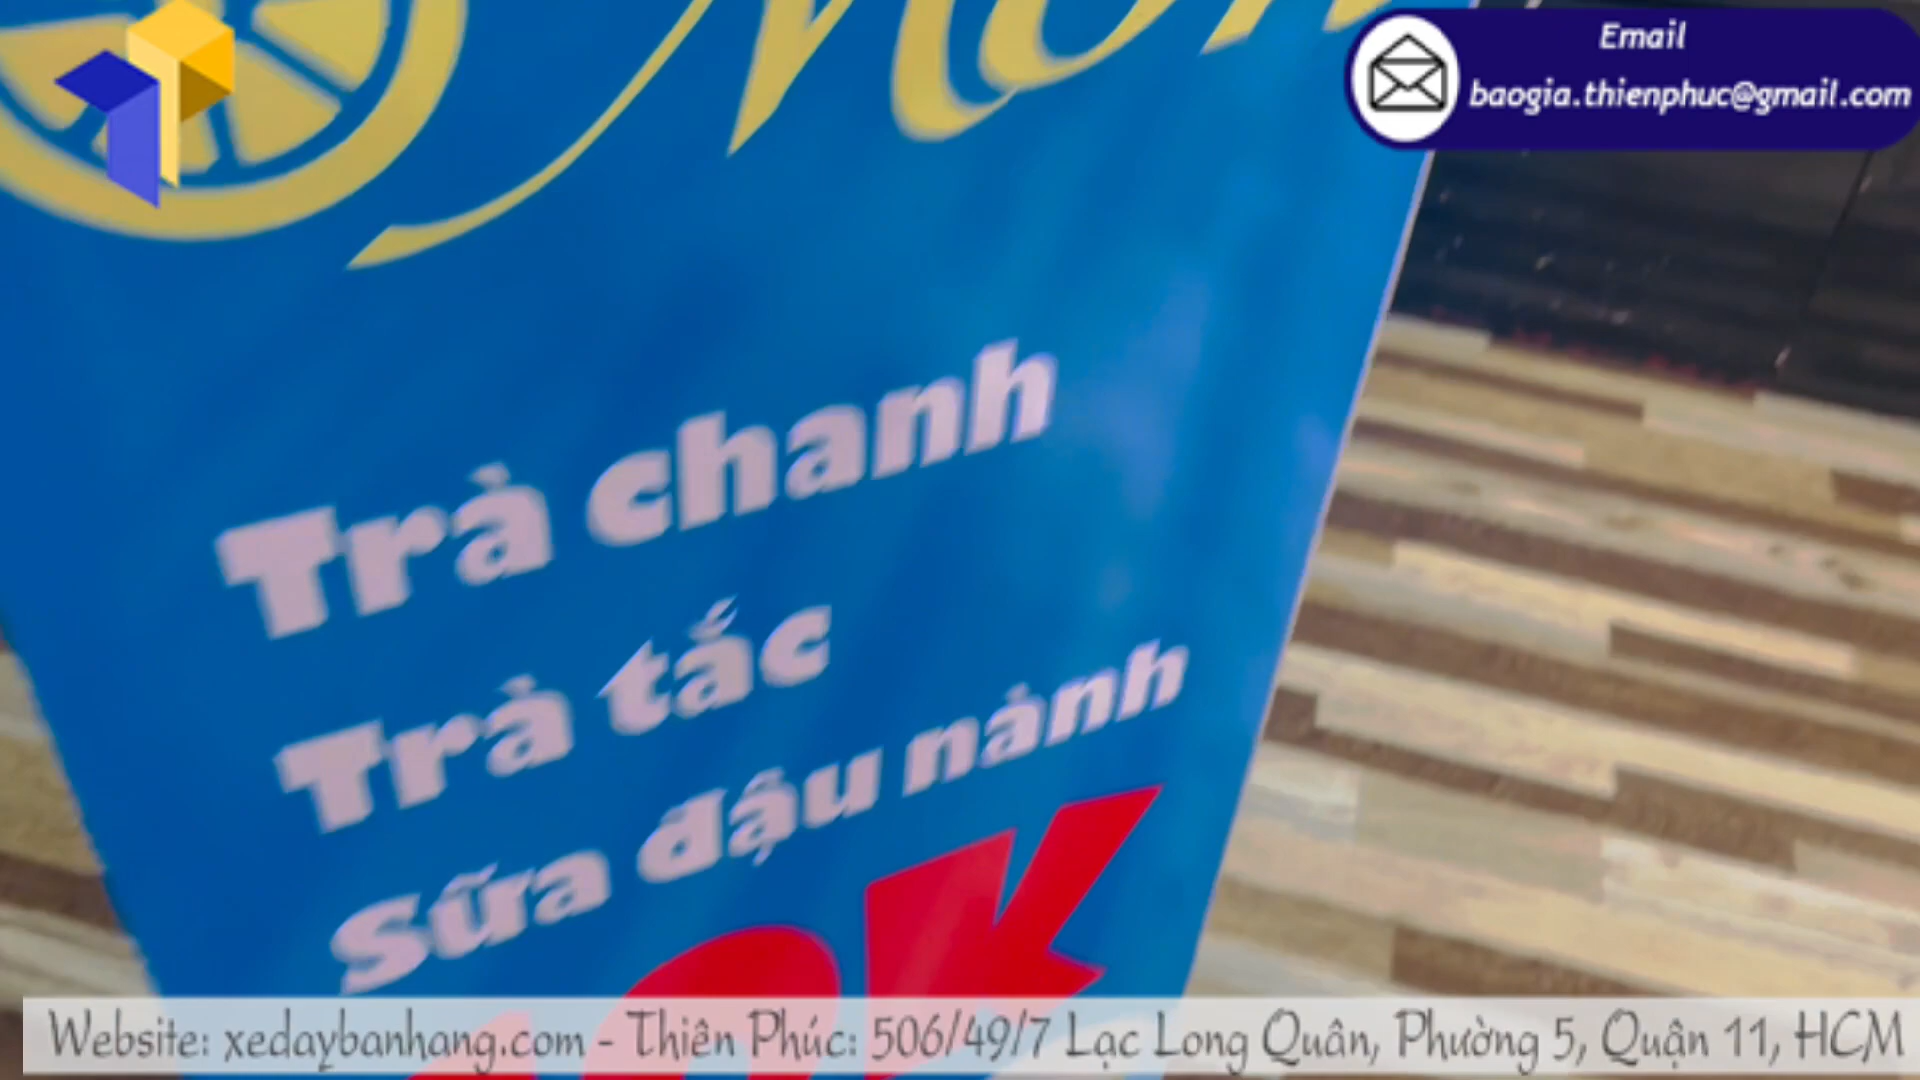 Email
baogia.thienphuc@gmail.com
Trà chanh
Trà tắc
Sữa đậu nành
Website: xedaybanhang.com - Thiên Phúc: 506/49/7 Lạc Long Quân, Phường 5, Quận 11, HCM